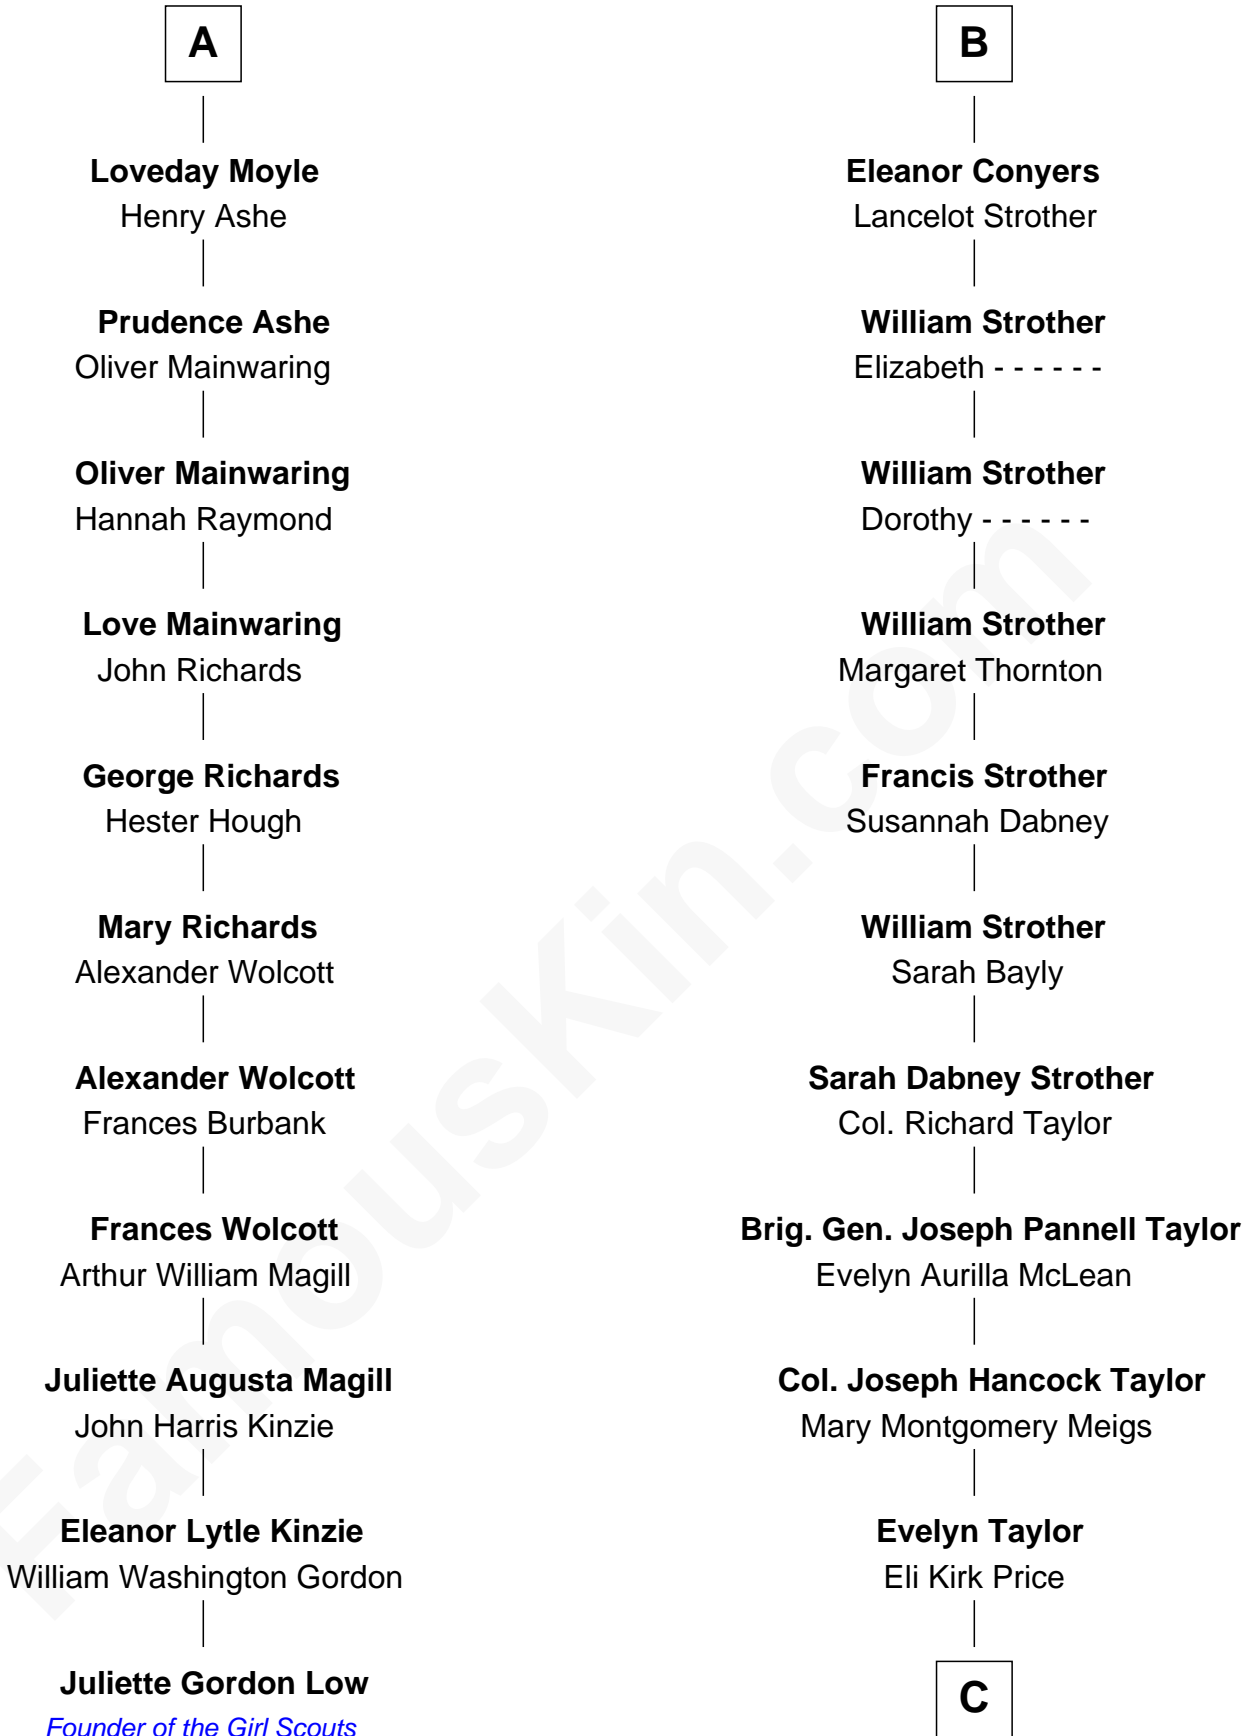 A
Loveday Moyle
Henry Ashe
Prudence Ashe
Oliver Mainwaring
Oliver Mainwaring
Hannah Raymond
Love Mainwaring
John Richards
George Richards
Hester Hough
Mary Richards
Alexander Wolcott
Alexander Wolcott
Frances Burbank
Frances Wolcott
Arthur William Magill
Juliette Augusta Magill
John Harris Kinzie
Eleanor Lytle Kinzie
William Washington Gordon
Juliette Gordon Low
Founder of the Girl Scouts
B
Eleanor Conyers
Lancelot Strother
William Strother
Elizabeth - - - - - -
William Strother
Dorothy - - - - - -
William Strother
Margaret Thornton
Francis Strother
Susannah Dabney
William Strother
Sarah Bayly
Sarah Dabney Strother
Col. Richard Taylor
Brig. Gen. Joseph Pannell Taylor
Evelyn Aurilla McLean
Col. Joseph Hancock Taylor
Mary Montgomery Meigs
Evelyn Taylor
Eli Kirk Price
C
FamousKin.com